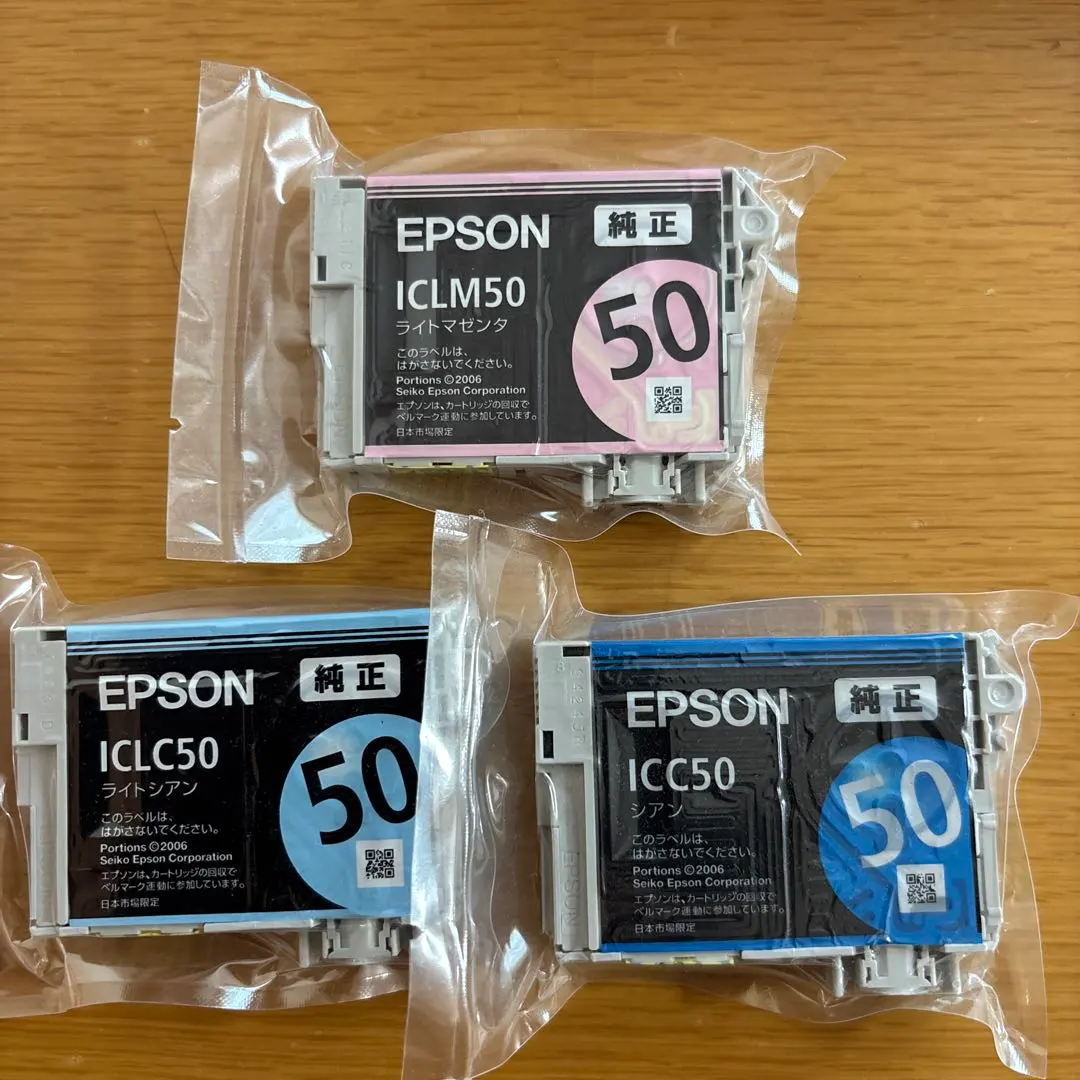 EPSON 純正
ICLM50
ライトマゼンタ
50
このラベルは、
はがさないでください。
Portions ©2006
Seiko Epson Corporation
エプソンは、カートリッジの回収で
ベルマーク運動に参加しています。
日本市場限定
EPSON 純正
ICLC50
ライトシアン
50
このラベルは、
はがさないでください。
Portions ©2006
Seiko Epson Corporation
エプソンは、カートリッジの回収で
ベルマーク運動に参加しています。
日本市場限定
EPSON 純正
ICC50
シアン
50
このラベルは、
はがさないでください。
Portions ©2006
Seiko Epson Corporation
エプソンは、カートリッジの回収で
ベルマーク運動に参加しています。
日本市場限定
EPSON